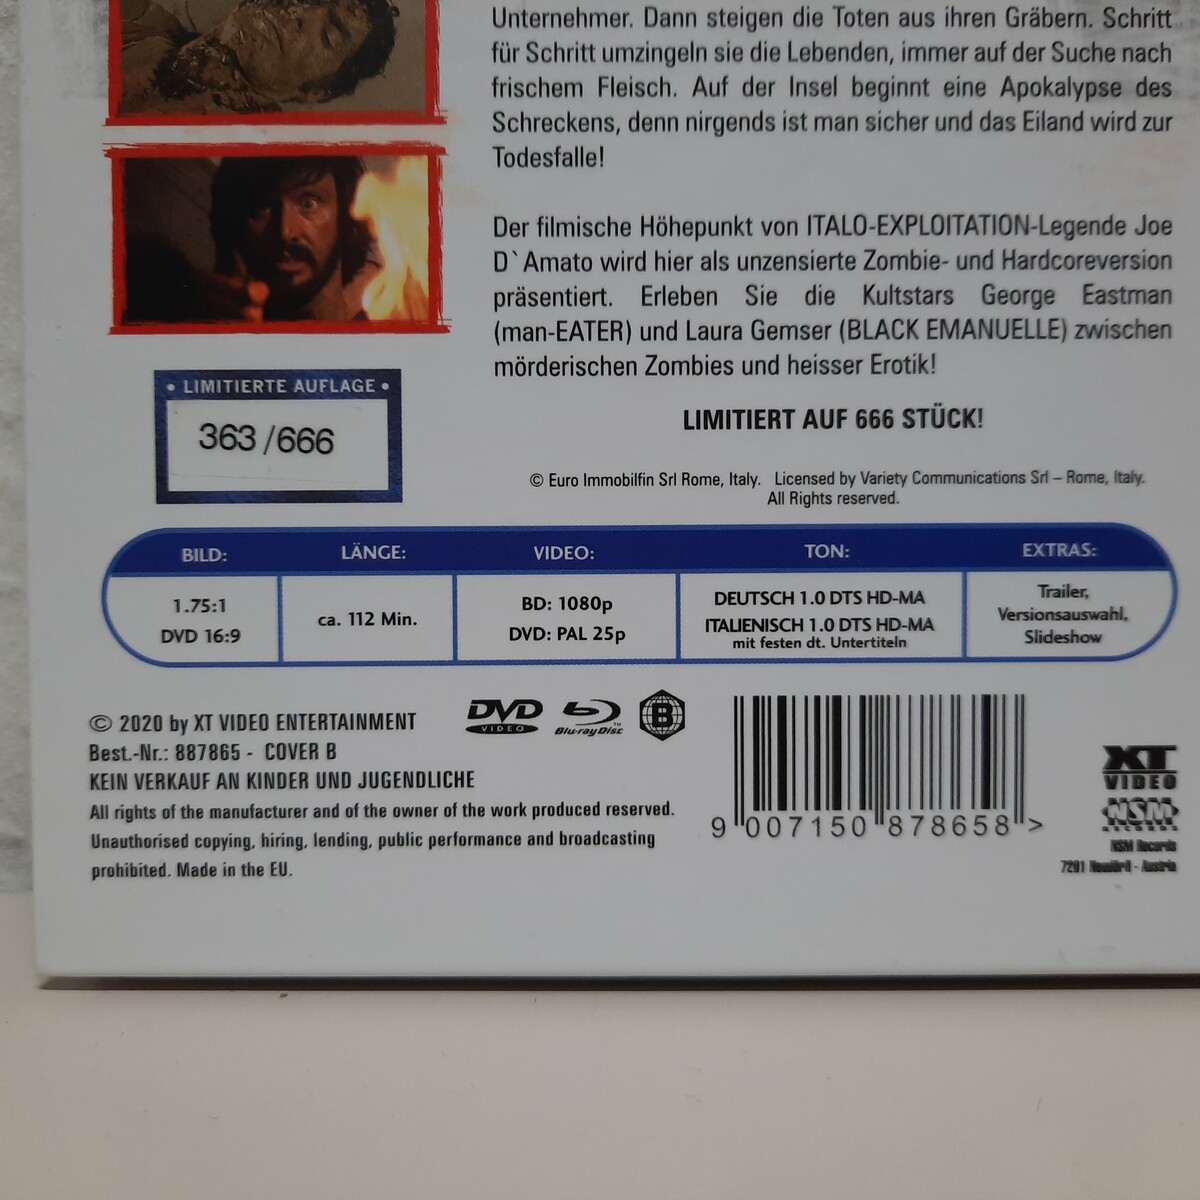 Unternehmer. Dann steigen die Toten aus ihren Gräbern. Schritt
für Schritt umzingeln sie die Lebenden, immer auf der Suche nach
frischem Fleisch. Auf der Insel beginnt eine Apokalypse des
Schreckens, denn nirgends ist man sicher und das Eiland wird zur
Todesfalle!
Der filmische Höhepunkt von ITALO-EXPLOITATION-Legende Joe
D`Amato wird hier als unzensierte Zombie- und Hardcoreversion
präsentiert. Erleben Sie die Kultstars George Eastman
(man-EATER) und Laura Gemser (BLACK EMANUELLE) zwischen
mörderischen Zombies und heisser Erotik!
• LIMITIERTE AUFLAGE •
363/666
LIMITIERT AUF 666 STÜCK!
© Euro Immobilfin Srl Rome, Italy. Licensed by Variety Communications Srl – Rome, Italy.
All Rights reserved.
BILD: LÄNGE: VIDEO: TON: EXTRAS:
1.75:1
DVD 16:9
ca. 112 Min.
BD: 1080p
DVD: PAL 25p
DEUTSCH 1.0 DTS HD-MA
ITALIENISCH 1.0 DTS HD-MA
mit festen dt. Untertiteln
Trailer,
Versionsauswahl,
Slideshow
© 2020 by XT VIDEO ENTERTAINMENT
Best.-Nr.: 887865 - COVER B
KEIN VERKAUF AN KINDER UND JUGENDLICHE
All rights of the manufacturer and of the owner of the work produced reserved.
Unauthorised copying, hiring, lending, public performance and broadcasting
prohibited. Made in the EU.
DVD
VIDEO
Blu-ray Disc
B
9 007150 878658 >
XT
VIDEO
NSM
RECORDS
NSM Records
7201 Neudörfl - Austria